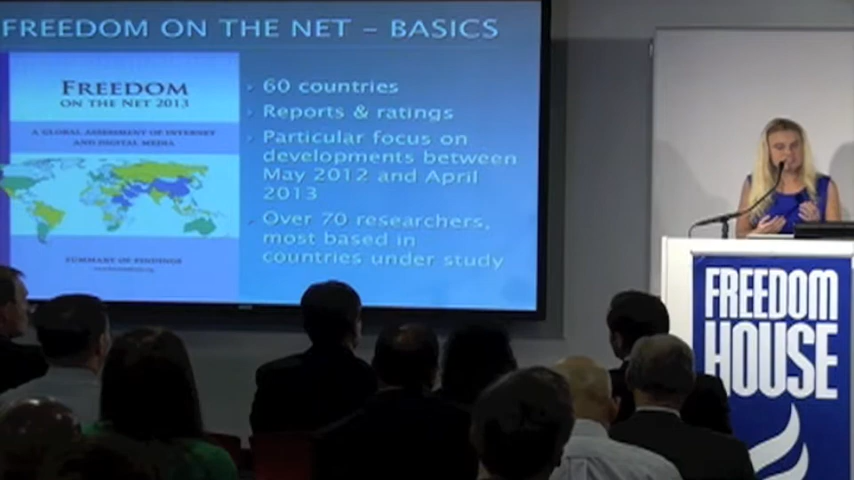 FREEDOM ON THE NET – BASICS
FREEDOM
ON THE NET 2013
A GLOBAL ASSESSMENT OF INTERNET
AND DIGITAL MEDIA
SUMMARY OF FINDINGS
60 countries
Reports & ratings
Particular focus on
developments between
May 2012 and April
2013
Over 70 researchers,
most based in
countries under study
FREEDOM
HOUSE